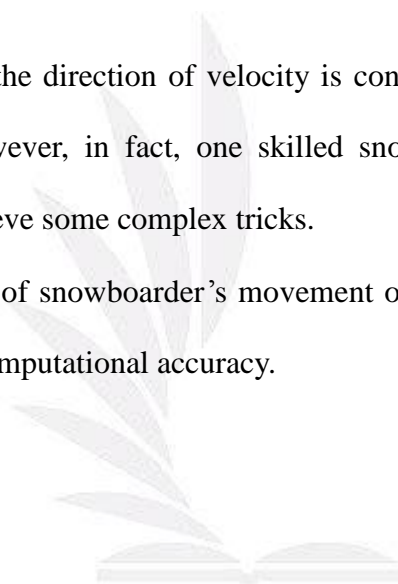 the direction of velocity is con
vever, in fact, one skilled sno
eve some complex tricks.
of snowboarder’s movement o
mputational accuracy.